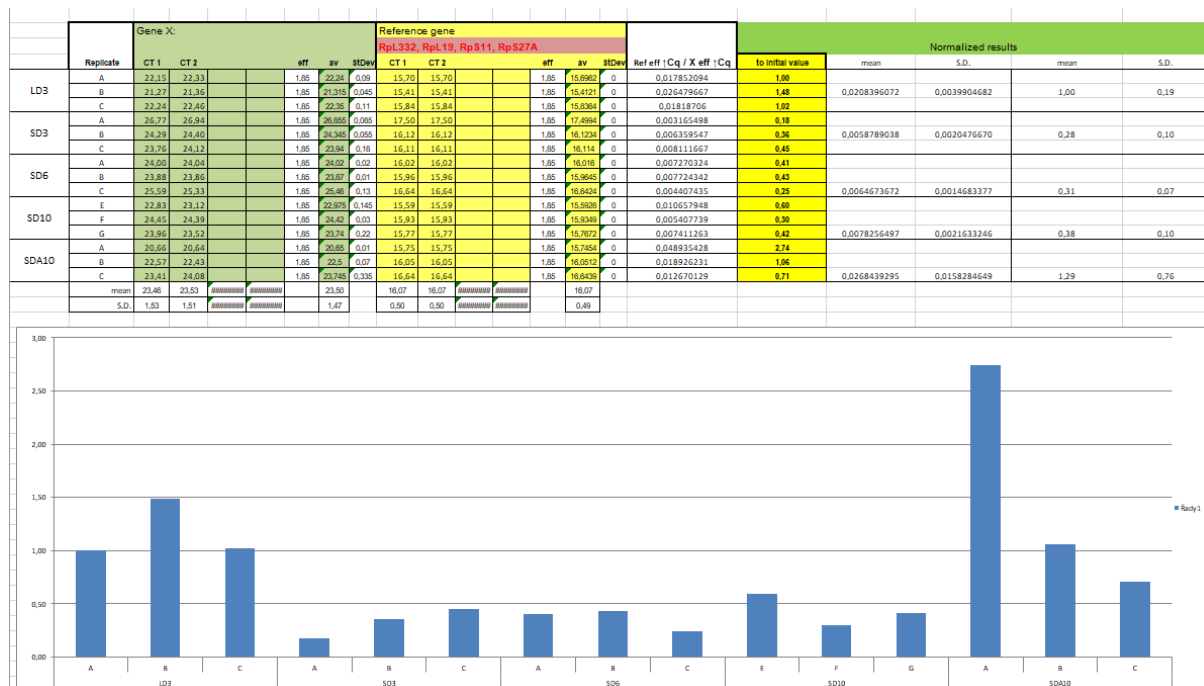 Gene X: Reference gene
RpL332, RpL19, RpS11, RpS27A Normalized results
Replicate CT 1 CT 2 eff av StDev CT 1 CT 2 eff av StDev Ref eff ↑Cq / X eff ↑Cq to initial value mean S.D. mean S.D.
LD3 A 22,15 22,33 1,85 22,24 0,09 15,70 15,70 1,85 15,6982 0 0,017852094 1,00
B 21,27 21,36 1,85 21,315 0,045 15,41 15,41 1,85 15,4121 0 0,026479667 1,48 0,0208396072 0,0039904682 1,00 0,19
C 22,24 22,46 1,85 22,35 0,11 15,84 15,84 1,85 15,8364 0 0,01818706 1,02
SD3 A 26,77 26,94 1,85 26,855 0,085 17,50 17,50 1,85 17,4994 0 0,003165498 0,18
B 24,29 24,40 1,85 24,345 0,055 16,12 16,12 1,85 16,1234 0 0,006359547 0,36 0,0058789038 0,0020476670 0,28 0,10
C 23,76 24,12 1,85 23,94 0,18 16,11 16,11 1,85 16,114 0 0,008111667 0,45
SD6 A 24,00 24,04 1,85 24,02 0,02 16,02 16,02 1,85 16,016 0 0,007270324 0,41
B 23,88 23,86 1,85 23,87 0,01 15,96 15,96 1,85 15,9645 0 0,007724342 0,43
C 25,59 25,33 1,85 25,46 0,13 16,64 16,64 1,85 16,6424 0 0,004407435 0,25 0,0064673672 0,0014683377 0,31 0,07
SD10 E 22,83 23,12 1,85 22,975 0,145 15,59 15,59 1,85 15,5928 0 0,010657948 0,60
F 24,45 24,39 1,85 24,42 0,03 15,93 15,93 1,85 15,9349 0 0,005407739 0,30
G 23,96 23,52 1,85 23,74 0,22 15,77 15,77 1,85 15,7672 0 0,007411263 0,42 0,0078256497 0,0021633246 0,38 0,10
SDA10 A 20,66 20,64 1,85 20,65 0,01 15,75 15,75 1,85 15,7454 0 0,048935428 2,74
B 22,57 22,43 1,85 22,5 0,07 16,05 16,05 1,85 16,0512 0 0,018926231 1,06
C 23,41 24,08 1,85 23,745 0,335 16,64 16,64 1,85 16,6439 0 0,012670129 0,71 0,0268439295 0,0158284649 1,29 0,76
mean 23,46 23,53 ######## ######## 23,50 16,07 16,07 ######## ######## 16,07
S.D. 1,53 1,51 ######## ######## 1,47 0,50 0,50 ######## ######## 0,49
3,00
2,50
2,00
1,50
1,00
0,50
0,00
Řady1
A B C A B C A B C E F G A B C
LD3 SD3 SD6 SD10 SDA10